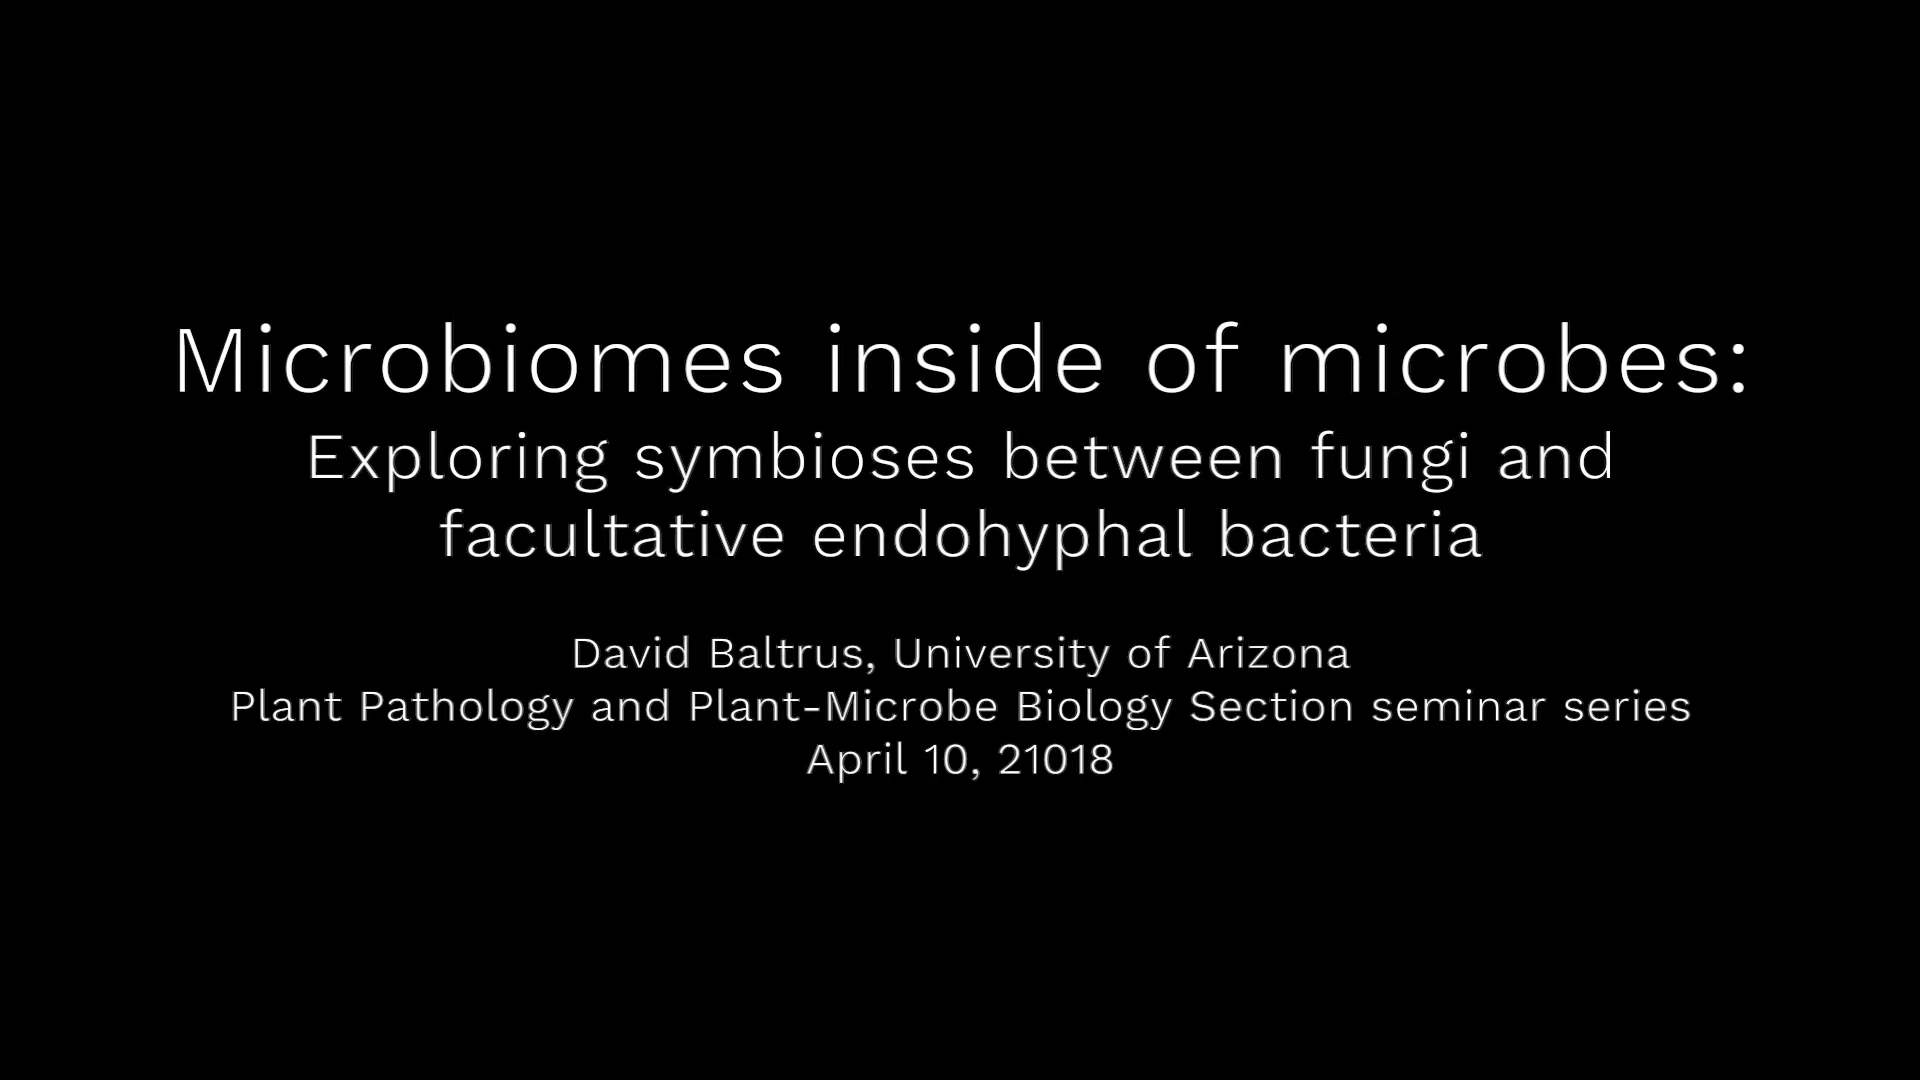 Microbiomes inside of microbes:
Exploring symbioses between fungi and
facultative endohyphal bacteria
David Baltrus, University of Arizona
Plant Pathology and Plant-Microbe Biology Section seminar series
April 10, 21018